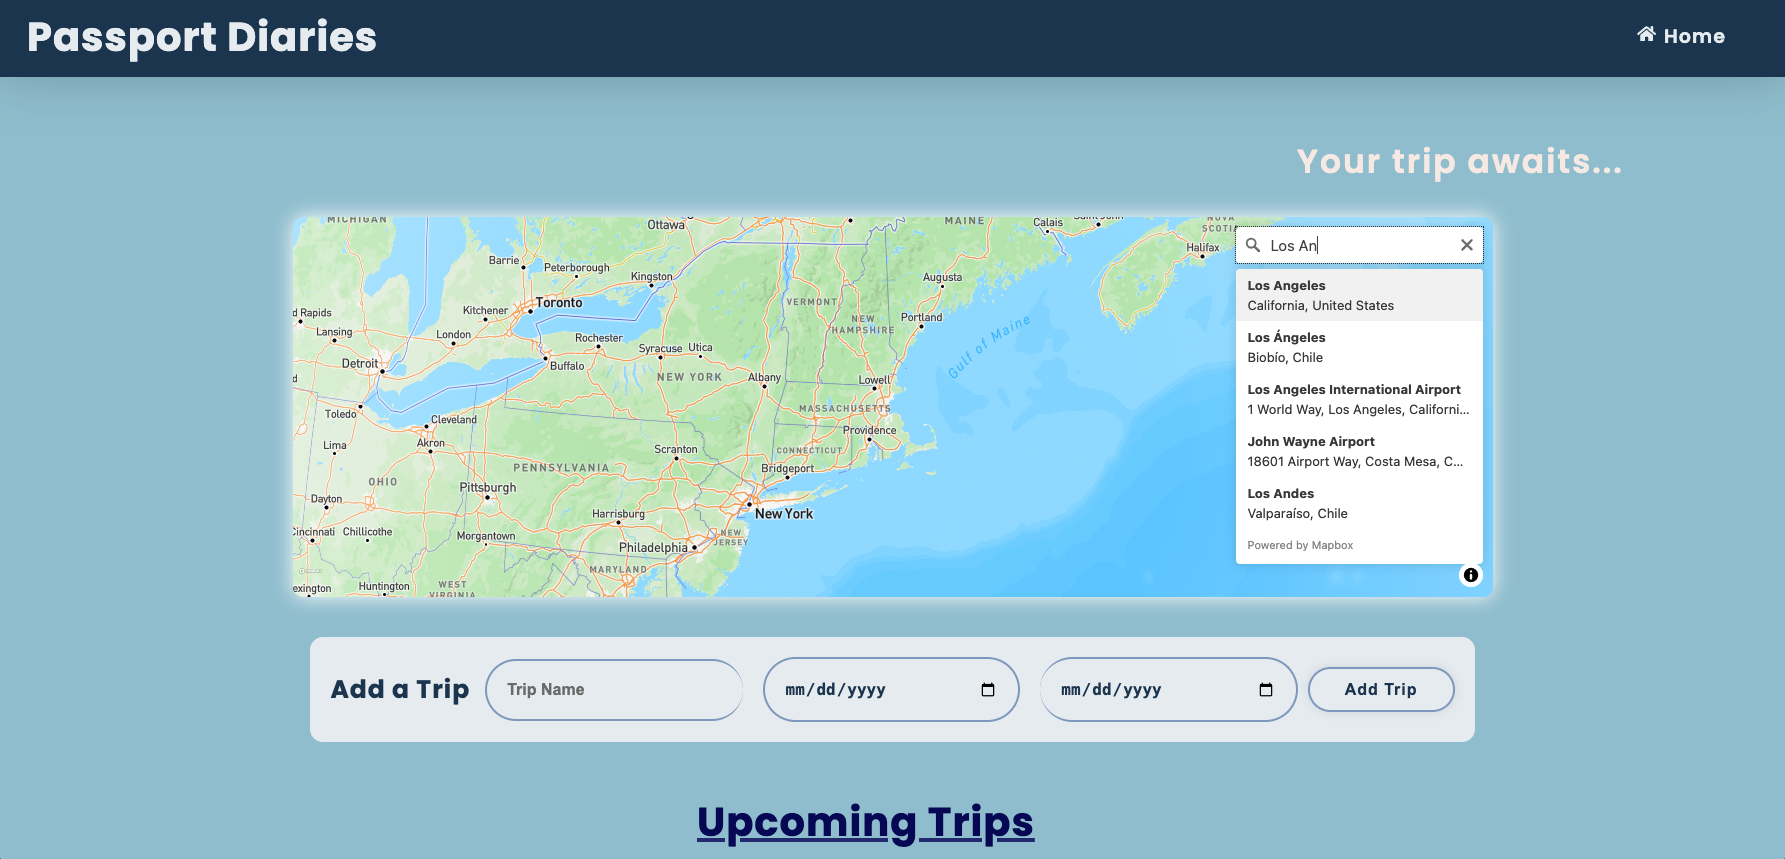 Passport Diaries
Home
Your trip awaits...
MICHIGAN
Ottawa
MAINE
Calais
Saint John
NOVA
SCOTIA
Halifax
Barrie
Peterborough
Kingston
Augusta
Toronto
VERMONT
d Rapids
Kitchener
NEW
HAMPSHIRE
Portland
Lansing
London
Rochester
Syracuse
Utica
Gulf of Maine
Detroit
Buffalo
NEW YORK
Albany
Lowell
d
Toledo
Cleveland
MASSACHUSETTS
Providence
Lima
Akron
Scranton
CONNECTICUT
Bridgeport
PENNSYLVANIA
OHIO
Pittsburgh
Dayton
Harrisburg
New York
Cincinnati
Chillicothe
Morgantown
NEW
JERSEY
Philadelphia
MARYLAND
exington
Huntington
WEST
VIRGINIA
Los An
Los Angeles
California, United States
Los Ángeles
Biobío, Chile
Los Angeles International Airport
1 World Way, Los Angeles, Californi...
John Wayne Airport
18601 Airport Way, Costa Mesa, C...
Los Andes
Valparaíso, Chile
Powered by Mapbox
Add a Trip
Trip Name
mm/dd/yyyy
mm/dd/yyyy
Add Trip
Upcoming Trips